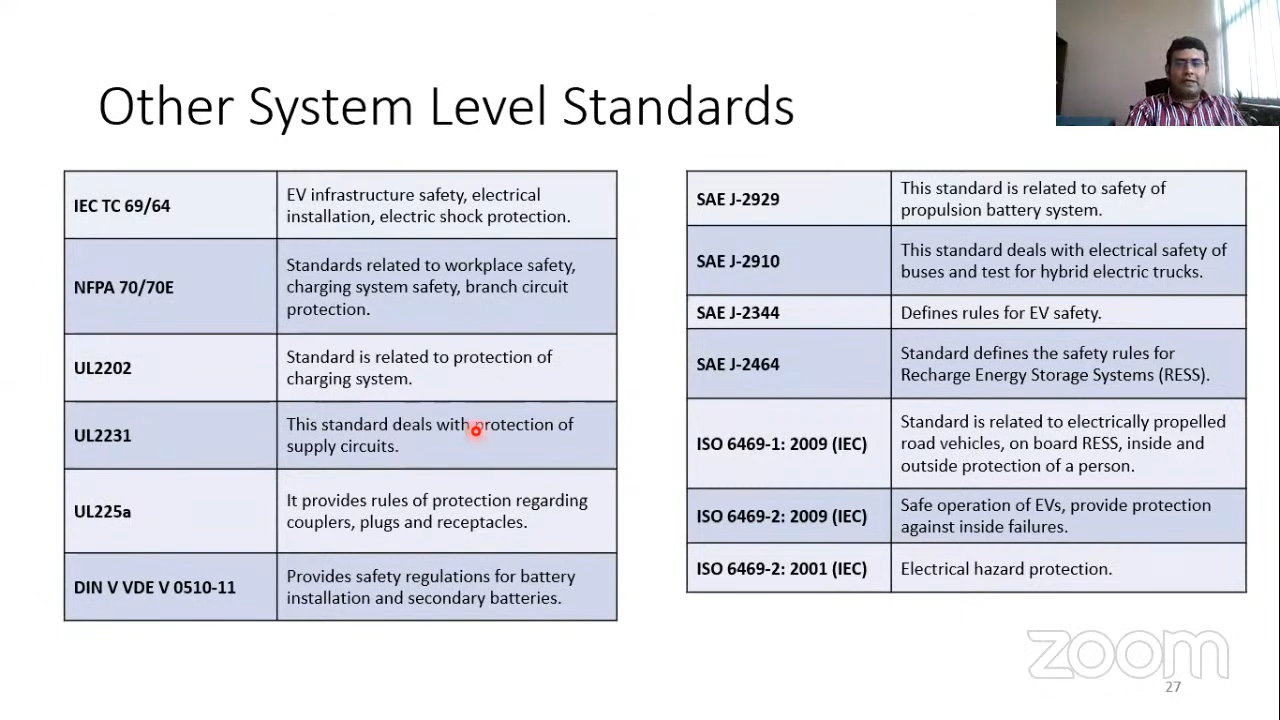 Other System Level Standards
IEC TC 69/64
EV infrastructure safety, electrical
installation, electric shock protection.
NFPA 70/70E
Standards related to workplace safety,
charging system safety, branch circuit
protection.
UL2202
Standard is related to protection of
charging system.
UL2231
This standard deals with protection of
supply circuits.
UL225a
It provides rules of protection regarding
couplers, plugs and receptacles.
DIN V VDE V 0510-11
Provides safety regulations for battery
installation and secondary batteries.
SAE J-2929
This standard is related to safety of
propulsion battery system.
SAE J-2910
This standard deals with electrical safety of
buses and test for hybrid electric trucks.
SAE J-2344
Defines rules for EV safety.
SAE J-2464
Standard defines the safety rules for
Recharge Energy Storage Systems (RESS).
ISO 6469-1: 2009 (IEC)
Standard is related to electrically propelled
road vehicles, on board RESS, inside and
outside protection of a person.
ISO 6469-2: 2009 (IEC)
Safe operation of EVs, provide protection
against inside failures.
ISO 6469-2: 2001 (IEC)
Electrical hazard protection.
zoom
27